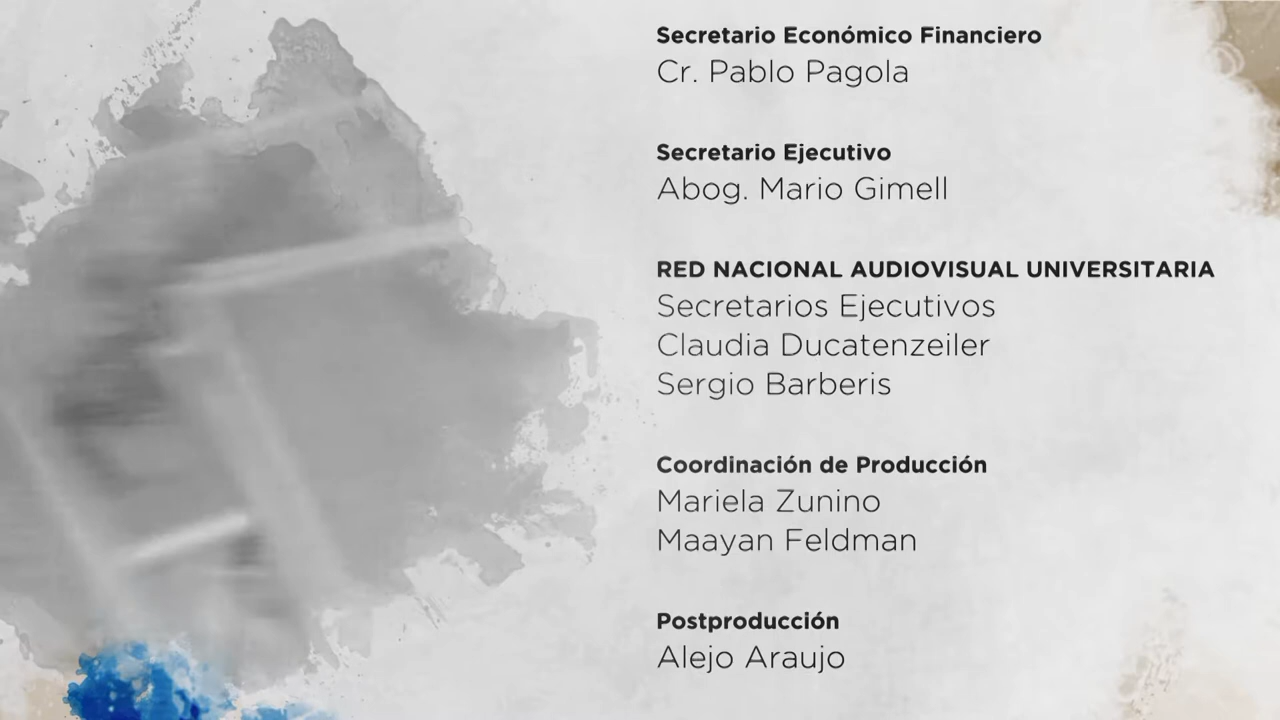 Secretario Económico Financiero
Cr. Pablo Pagola
Secretario Ejecutivo
Abog. Mario Gimell
RED NACIONAL AUDIOVISUAL UNIVERSITARIA
Secretarios Ejecutivos
Claudia Ducatenzeiler
Sergio Barberis
Coordinación de Producción
Mariela Zunino
Maayan Feldman
Postproducción
Alejo Araujo